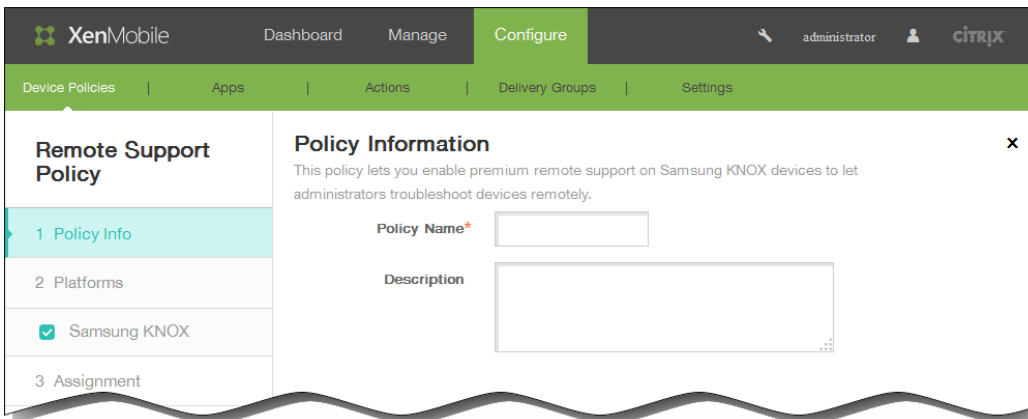 XenMobile
Dashboard
Manage
Configure
administrator
CİTRIX
Device Policies | Apps | Actions | Delivery Groups | Settings
Remote Support
Policy
1 Policy Info
2 Platforms
Samsung KNOX
3 Assignment
Policy Information
x
This policy lets you enable premium remote support on Samsung KNOX devices to let
administrators troubleshoot devices remotely.
Policy Name*
Description